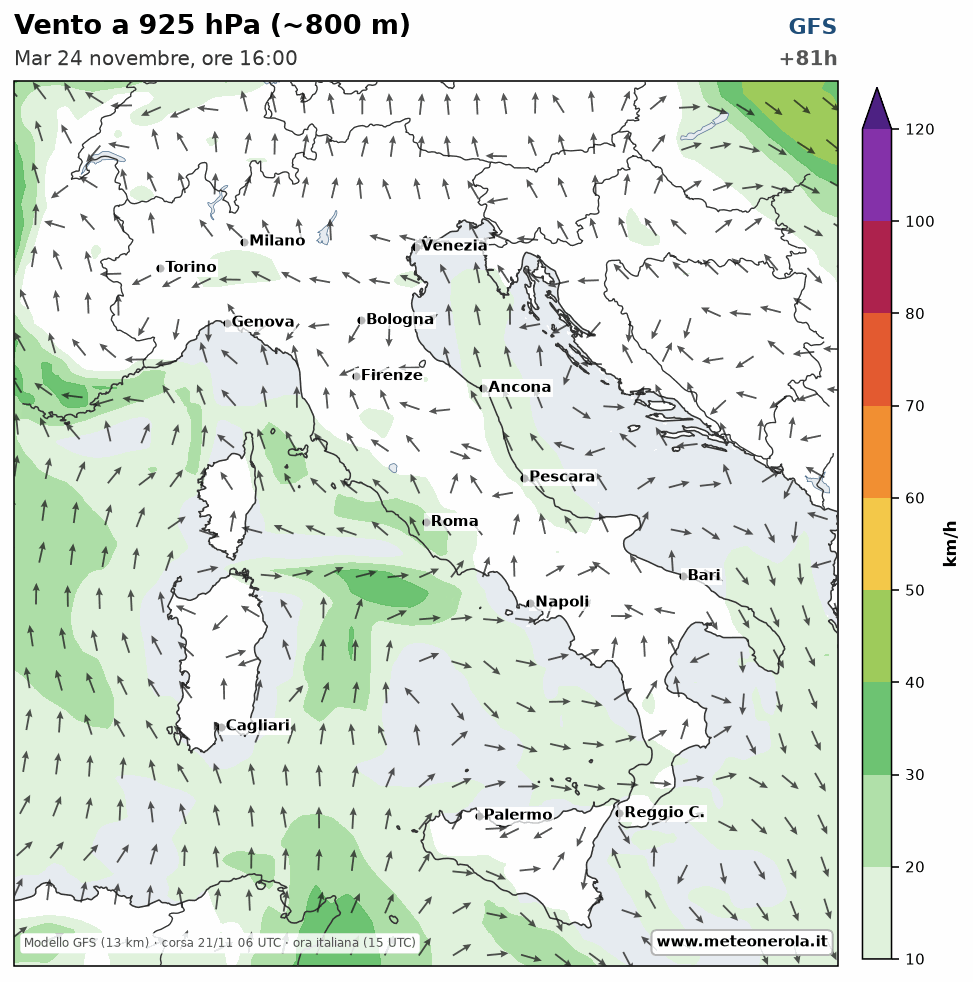 Vento a 925 hPa (~800 m)
GFS
Mar 24 novembre, ore 16:00
+81h
Milano
Venezia
Torino
Genova
Bologna
Firenze
Ancona
Pescara
Roma
Bari
Napoli
Cagliari
Palermo
Reggio C.
120
100
80
70
60
50
40
30
20
10
km/h
Modello GFS (13 km) · corsa 21/11 06 UTC · ora italiana (15 UTC)
www.meteonerola.it